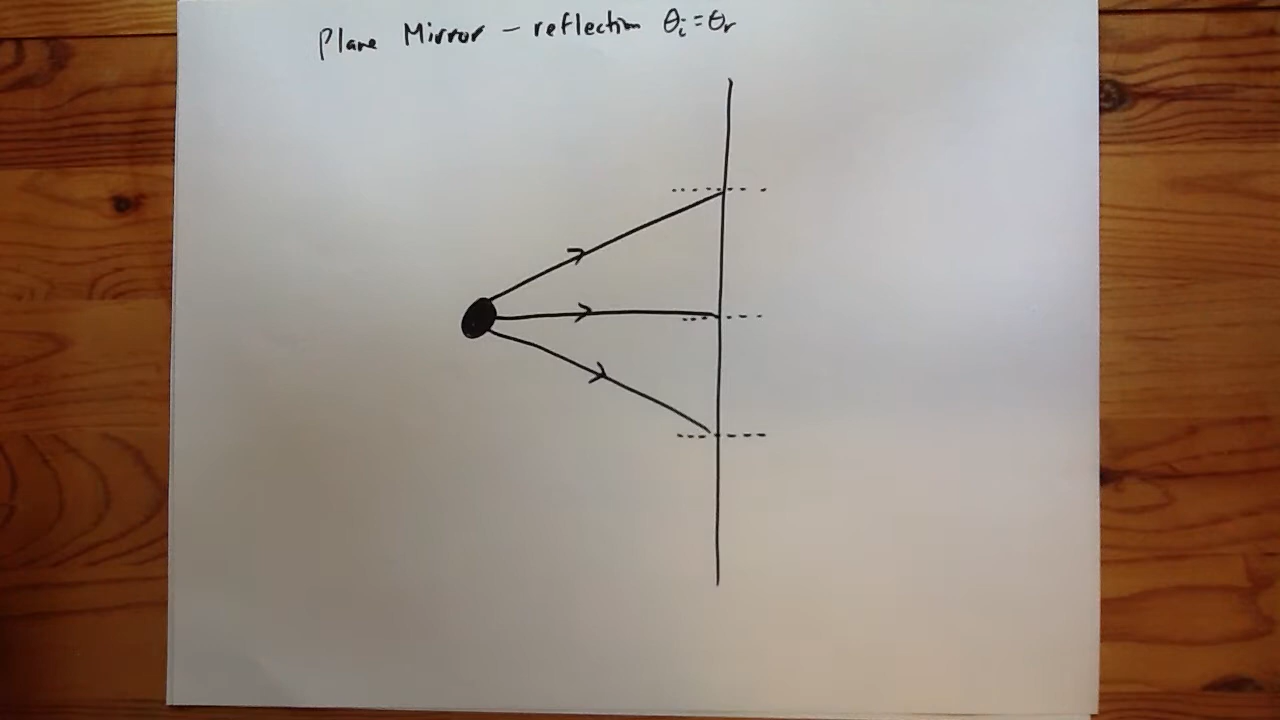 Plane Mirror – reflection θi = θr